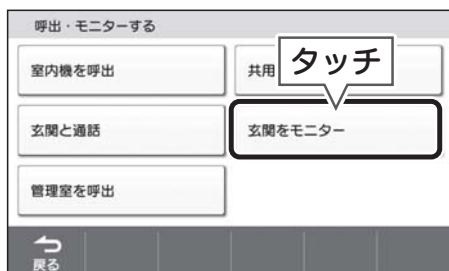 呼出・モニターする
室内機を呼出
共用
タッチ
玄関と通話
玄関をモニター
管理室を呼出
戻る